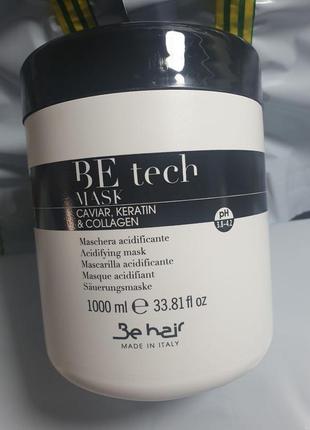 BE tech
MASK
CAVIAR, KERATIN
& COLLAGEN
pH
3.8-4.2
Maschera acidificante
Acidifying mask
Mascarilla acidificante
Masque acidifiant
Säuerungsmaske
1000 ml ℮ 33.81 fl oz
Be hair
MADE IN ITALY